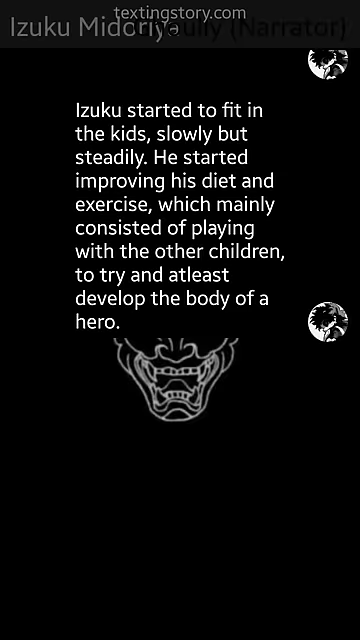 textingstory.com
Izuku Midoriya
(Narrator)
Izuku started to fit in
the kids, slowly but
steadily. He started
improving his diet and
exercise, which mainly
consisted of playing
with the other children,
to try and atleast
develop the body of a
hero.